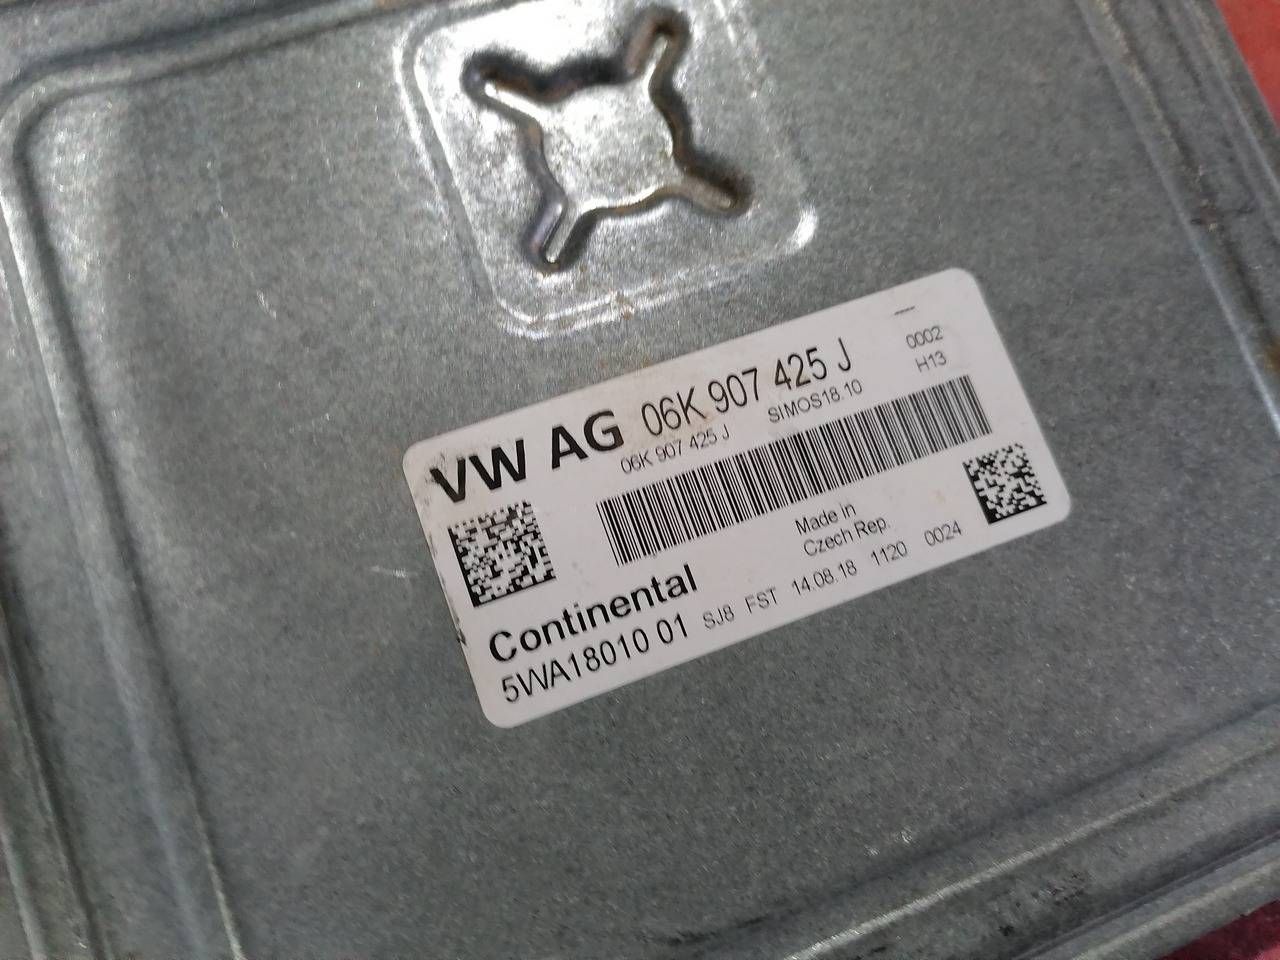 VW AG 06K 907 425 J 0002
06K 907 425 J SIMOS18.10 H13
Made in
Czech Rep.
Continental
5WA18010 01 SJ8 FST 14.08.18 1120 0024